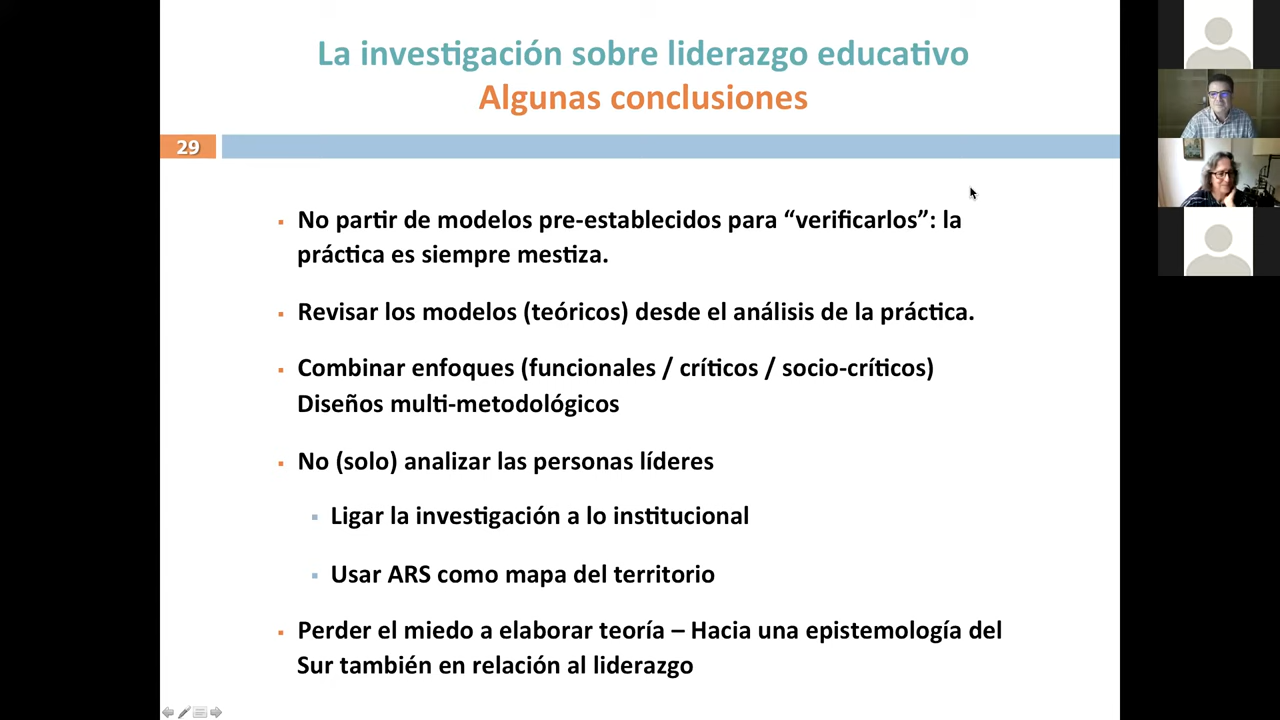 La investigación sobre liderazgo educativo
Algunas conclusiones
29
No partir de modelos pre-establecidos para “verificarlos”: la
práctica es siempre mestiza.
Revisar los modelos (teóricos) desde el análisis de la práctica.
Combinar enfoques (funcionales / críticos / socio-críticos)
Diseños multi-metodológicos
No (solo) analizar las personas líderes
Ligar la investigación a lo institucional
Usar ARS como mapa del territorio
Perder el miedo a elaborar teoría – Hacia una epistemología del
Sur también en relación al liderazgo